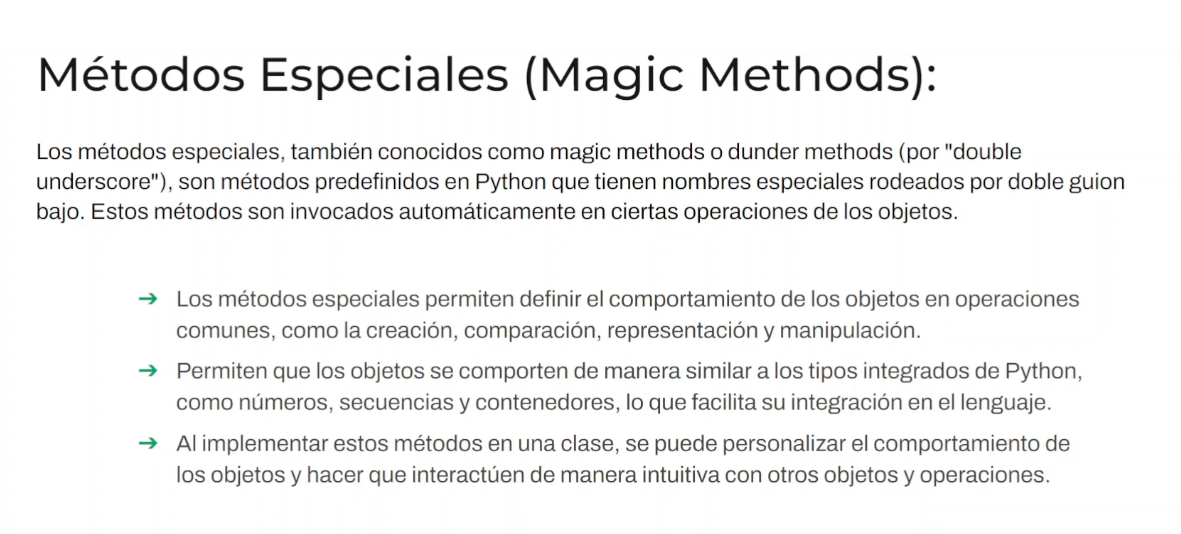 Métodos Especiales (Magic Methods):
Los métodos especiales, también conocidos como magic methods o dunder methods (por "double
underscore"), son métodos predefinidos en Python que tienen nombres especiales rodeados por doble guion
bajo. Estos métodos son invocados automáticamente en ciertas operaciones de los objetos.
➔ Los métodos especiales permiten definir el comportamiento de los objetos en operaciones
comunes, como la creación, comparación, representación y manipulación.
➔ Permiten que los objetos se comporten de manera similar a los tipos integrados de Python,
como números, secuencias y contenedores, lo que facilita su integración en el lenguaje.
➔ Al implementar estos métodos en una clase, se puede personalizar el comportamiento de
los objetos y hacer que interactúen de manera intuitiva con otros objetos y operaciones.